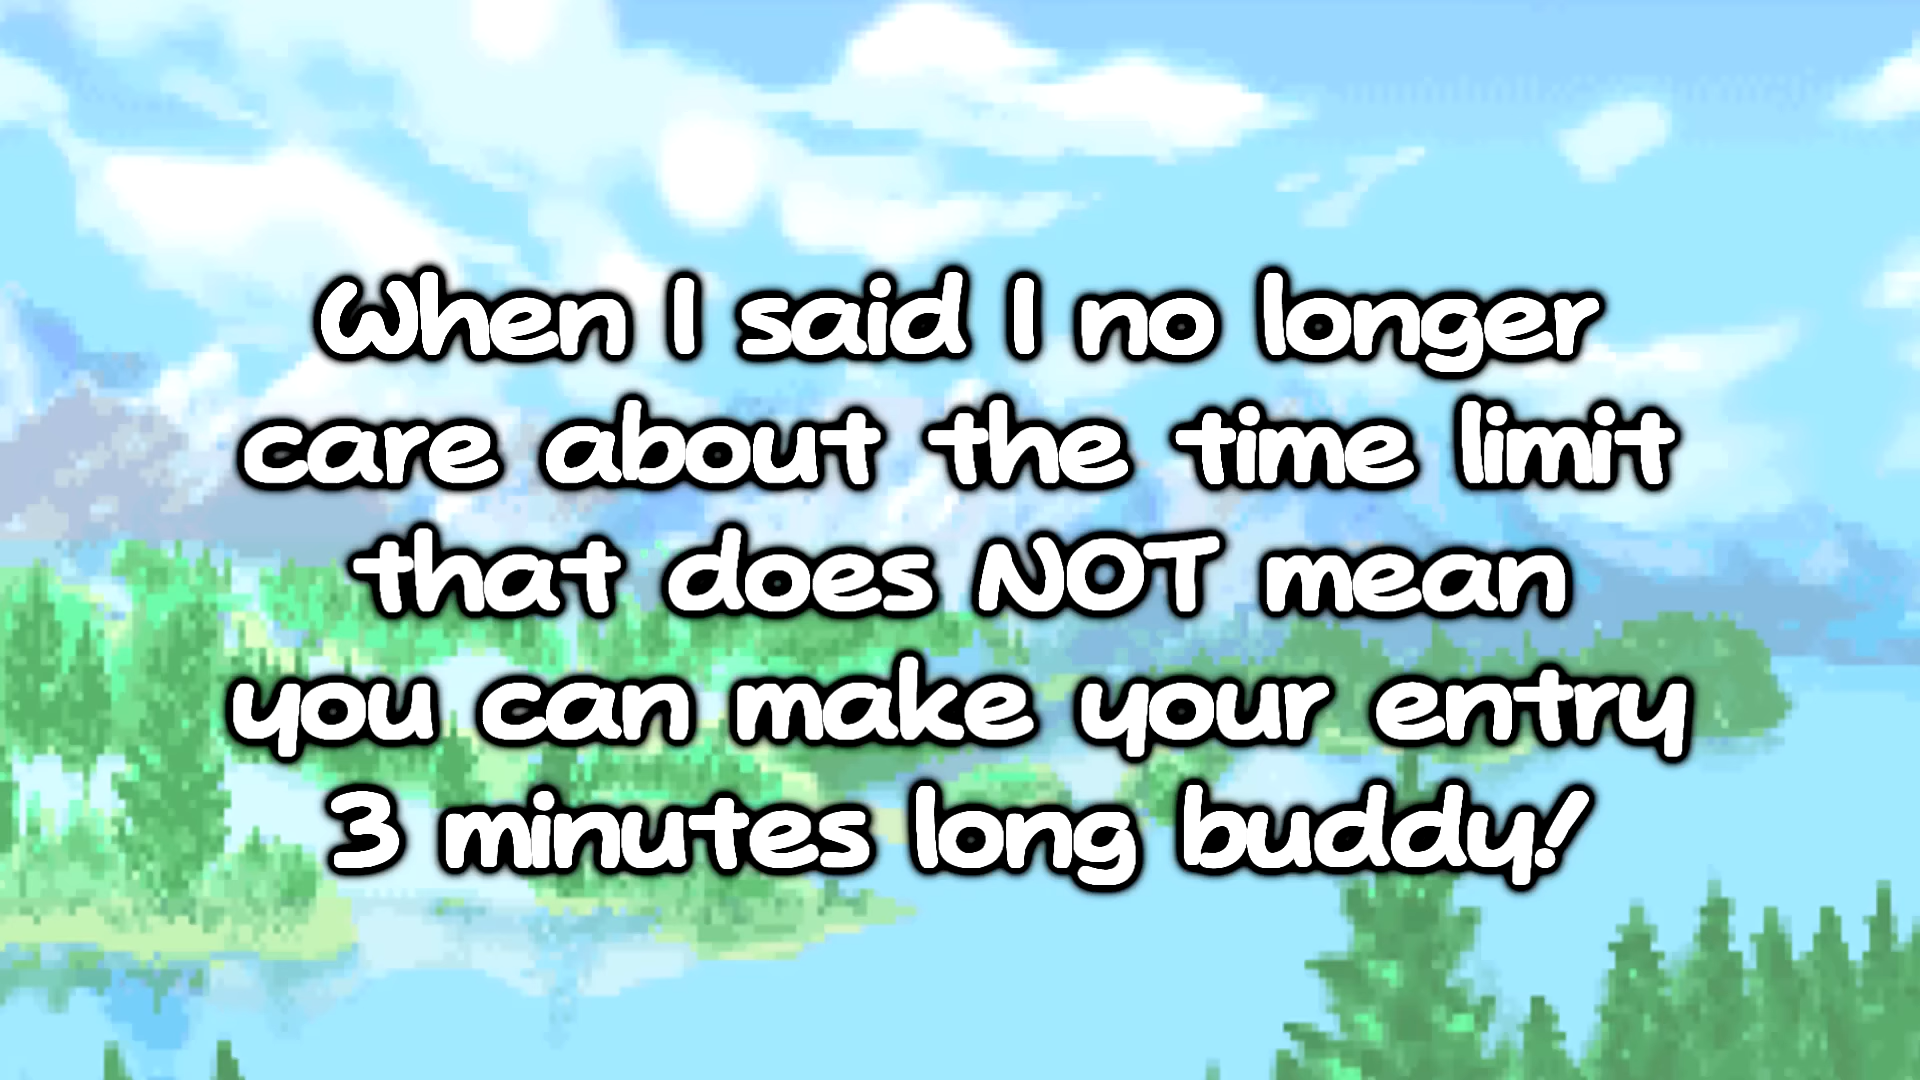 When I said I no longer
care about the time limit
that does NOT mean
you can make your entry
3 minutes long buddy!